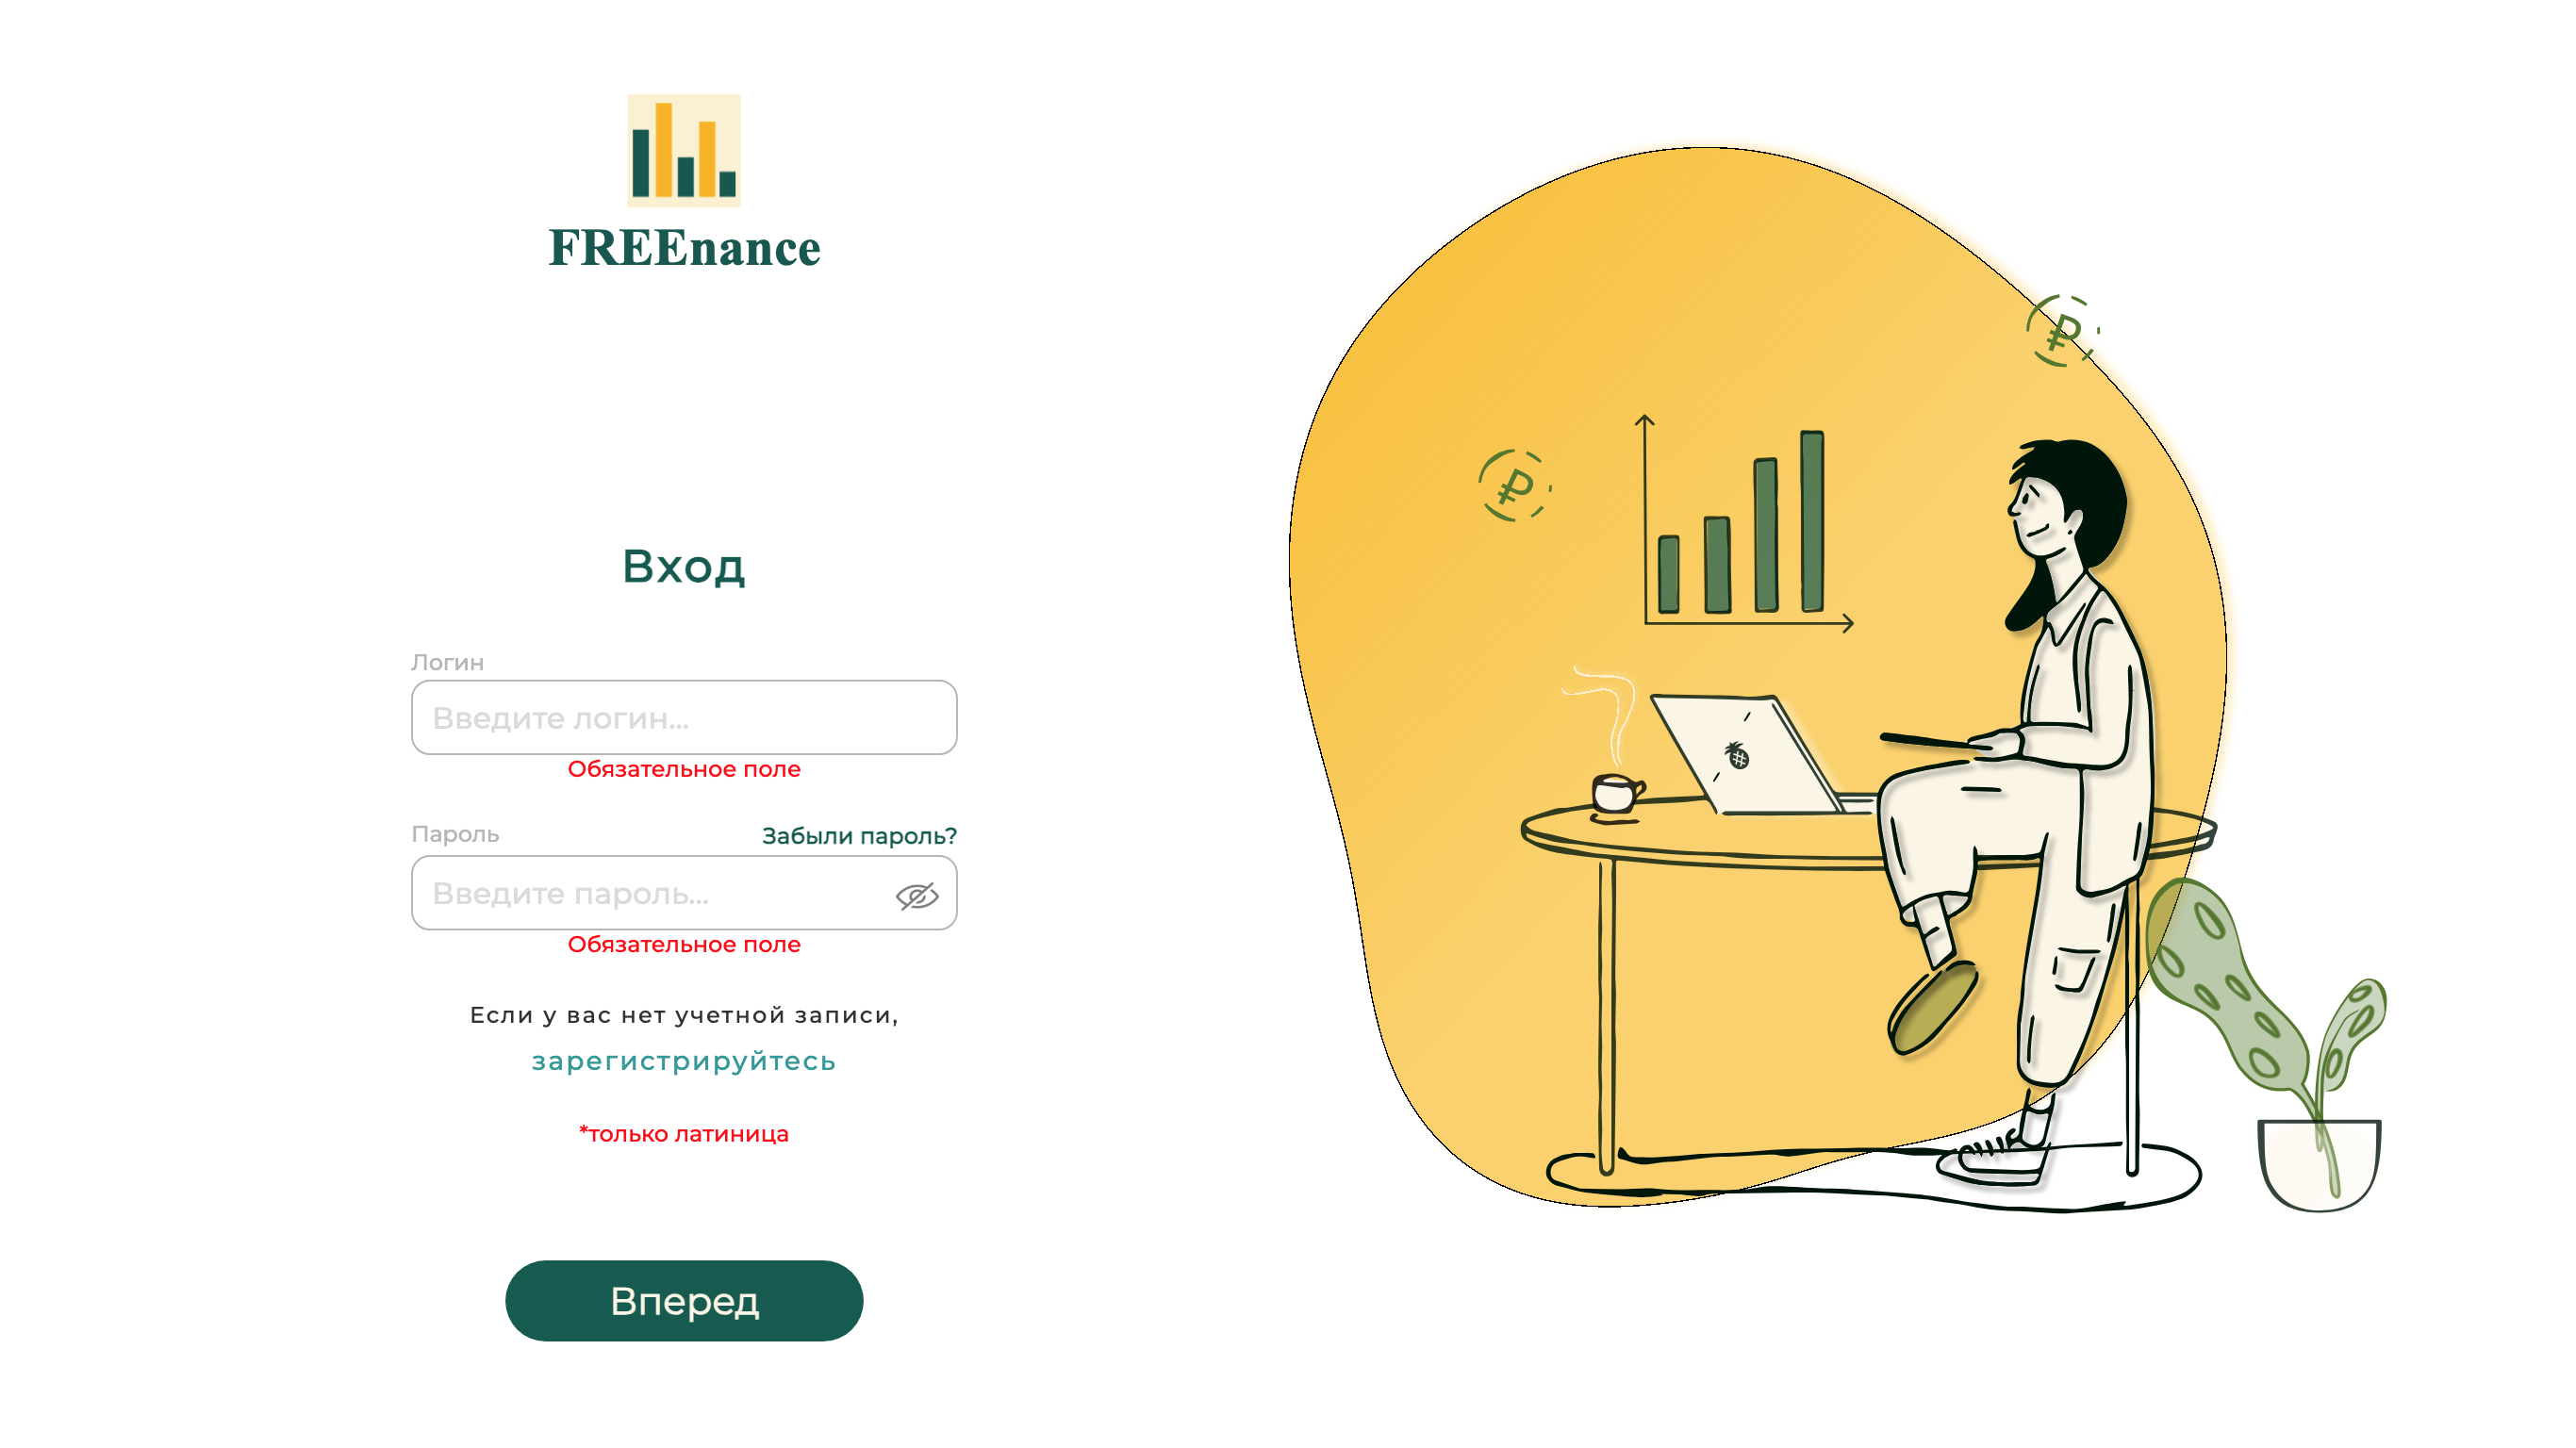 FREEnance
Вход
Логин
Введите логин...
Обязательное поле
Пароль
Забыли пароль?
Введите пароль...
Обязательное поле
Если у вас нет учетной записи,
зарегистрируйтесь
*только латиница
Вперед
₽
₽